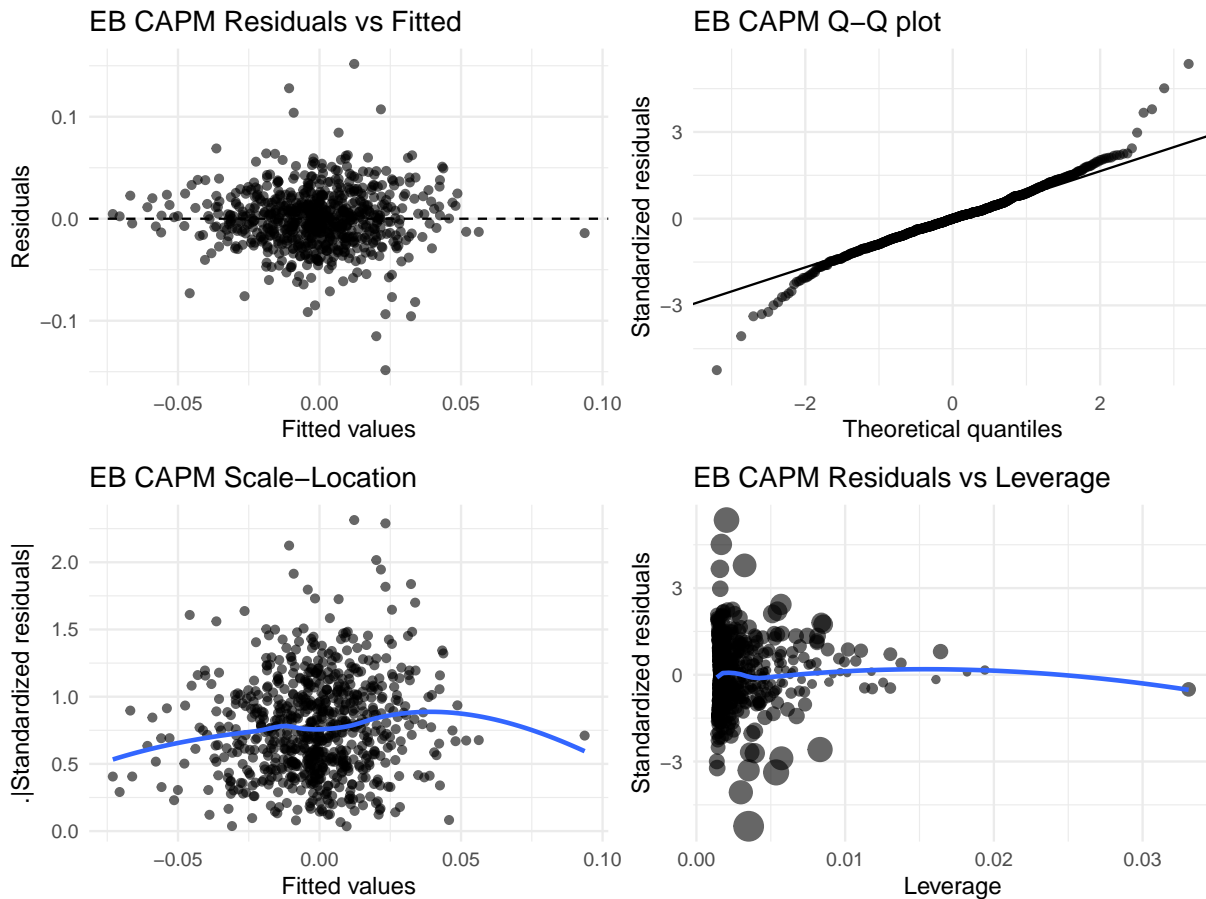 EB CAPM Residuals vs Fitted
0.1
0.0
−0.1
Residuals
−0.05 0.00 0.05 0.10
Fitted values
EB CAPM Q−Q plot
3
0
−3
Standardized residuals
−2 0 2
Theoretical quantiles
EB CAPM Scale−Location
2.0
1.5
1.0
0.5
0.0
·|Standardized residuals|
−0.05 0.00 0.05 0.10
Fitted values
EB CAPM Residuals vs Leverage
3
0
−3
Standardized residuals
0.00 0.01 0.02 0.03
Leverage